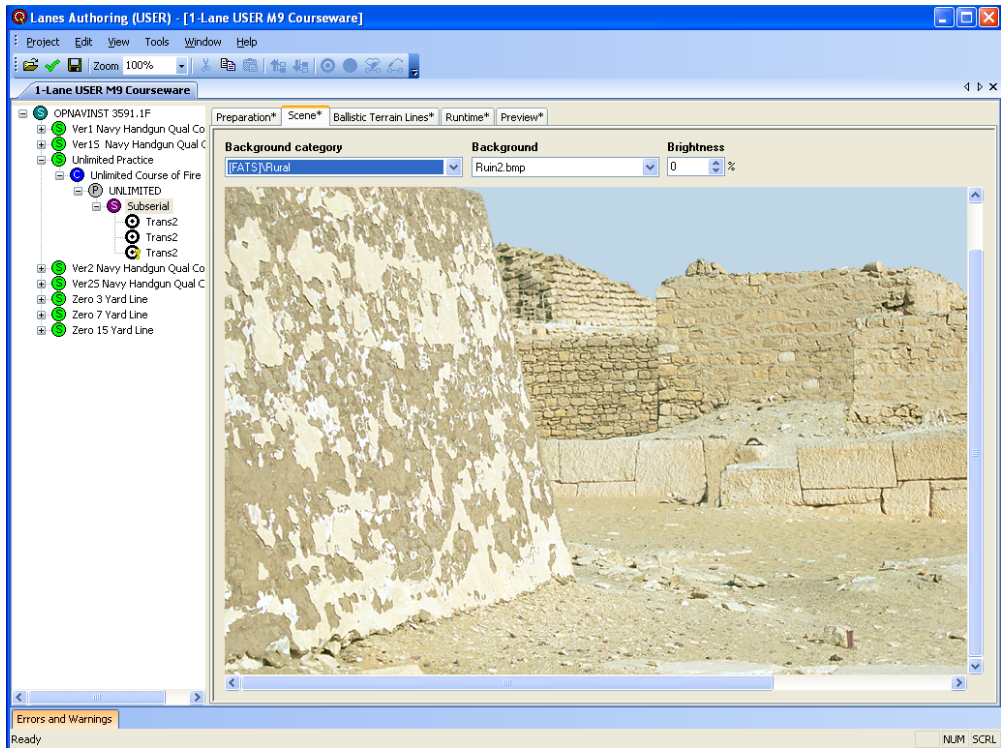 Lanes Authoring (USER) - [1-Lane USER M9 Courseware]
Project Edit View Tools Window Help
Zoom 100%
1-Lane USER M9 Courseware
OPNAVINST 3591.1F
Ver1 Navy Handgun Qual Co
Ver1S Navy Handgun Qual C
Unlimited Practice
C Unlimited Course of Fire
P UNLIMITED
S Subserial
Trans2
Trans2
Trans2
Ver2 Navy Handgun Qual Co
Ver2S Navy Handgun Qual C
Zero 3 Yard Line
Zero 7 Yard Line
Zero 15 Yard Line
Preparation* Scene* Ballistic Terrain Lines* Runtime* Preview*
Background category Background Brightness
[FATS]\Rural Ruin2.bmp 0 %
Errors and Warnings
Ready NUM SCRL